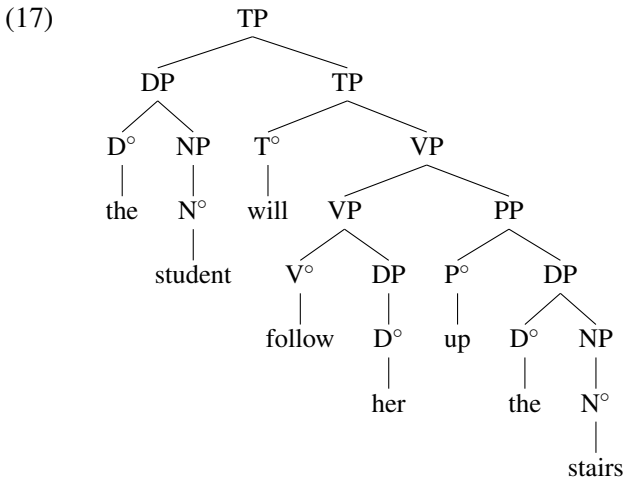 (17) TP
DP TP
D° NP T° VP
the N° will VP PP
student V° DP P° DP
follow D° up D° NP
her the N°
stairs